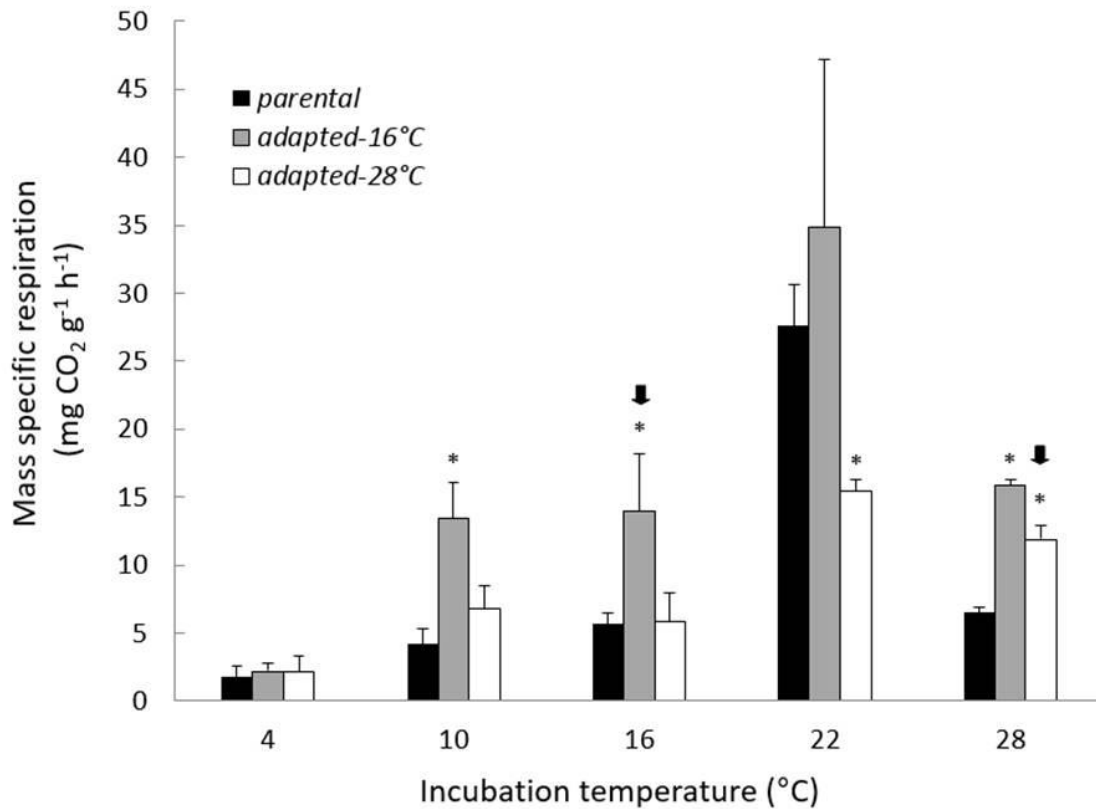 50
45
40
35
30
25
20
15
10
5
0
Mass specific respiration
(mg CO₂ g⁻¹ h⁻¹)
parental
adapted-16°C
adapted-28°C
*
*
*
*
*
4 10 16 22 28
Incubation temperature (°C)